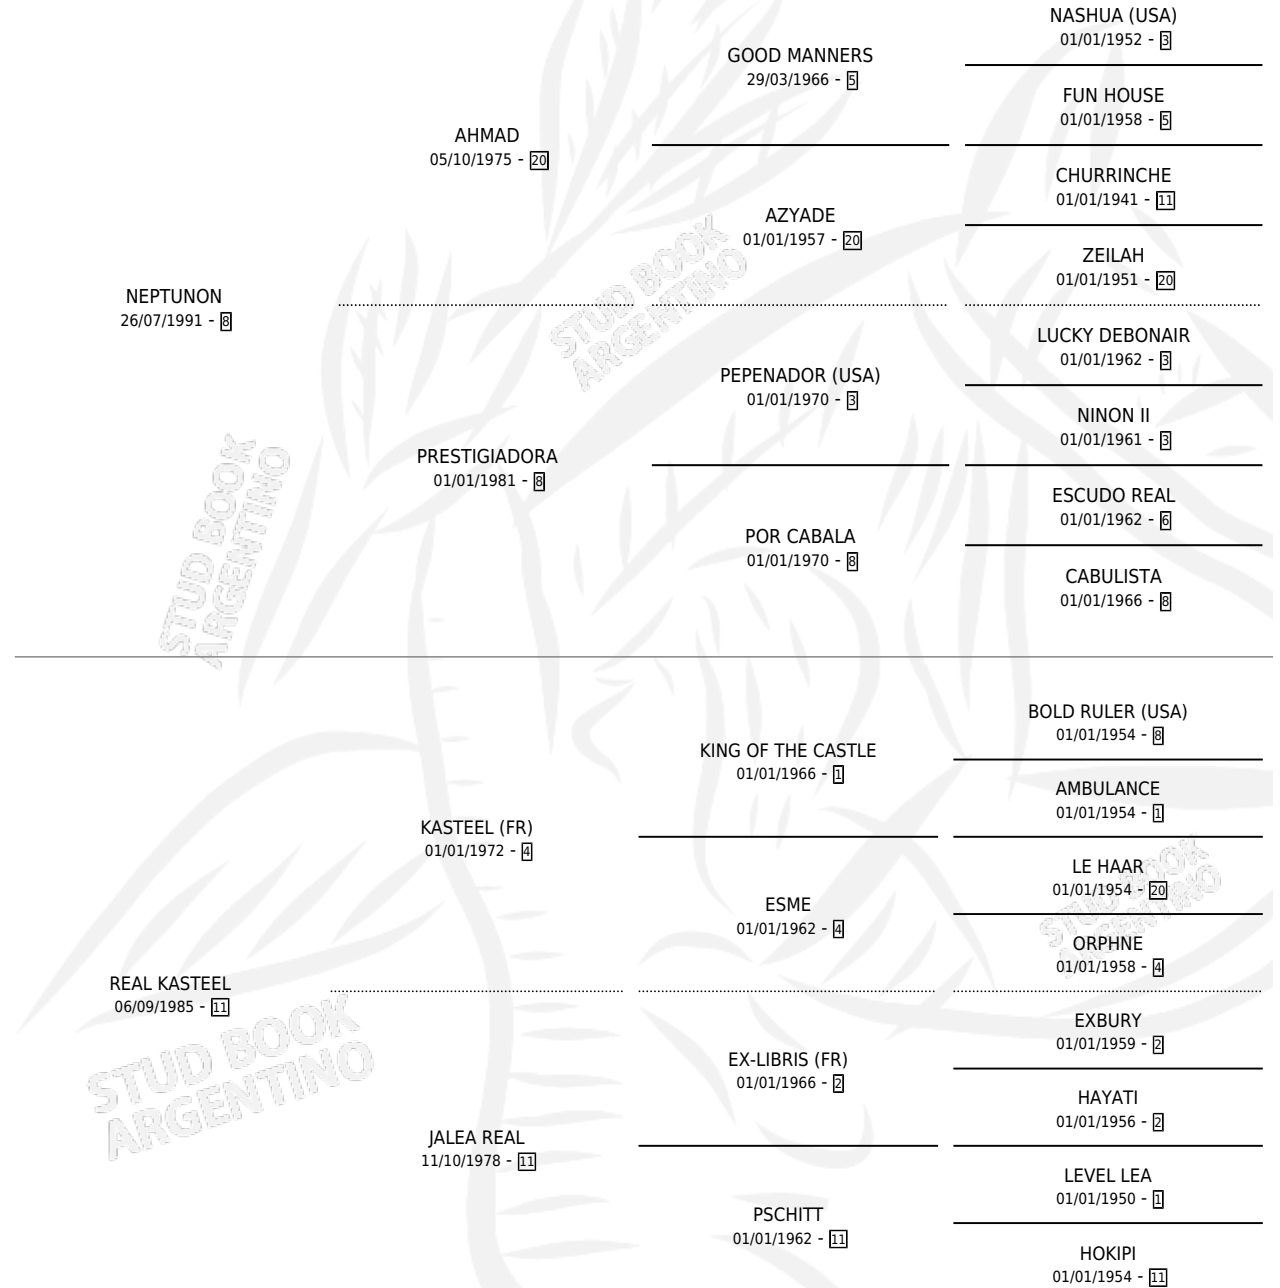 NASHUA (USA)
01/01/1952 - 3
GOOD MANNERS
29/03/1966 - 5
FUN HOUSE
01/01/1958 - 5
AHMAD
05/10/1975 - 20
CHURRINCHE
01/01/1941 - 11
AZYADE
01/01/1957 - 20
ZEILAH
01/01/1951 - 20
NEPTUNON
26/07/1991 - 8
LUCKY DEBONAIR
01/01/1962 - 3
PEPENADOR (USA)
01/01/1970 - 3
NINON II
01/01/1961 - 3
PRESTIGIADORA
01/01/1981 - 8
ESCUDO REAL
01/01/1962 - 6
POR CABALA
01/01/1970 - 8
CABULISTA
01/01/1966 - 8
BOLD RULER (USA)
01/01/1954 - 8
KING OF THE CASTLE
01/01/1966 - 1
AMBULANCE
01/01/1954 - 1
KASTEEL (FR)
01/01/1972 - 4
LE HAAR
01/01/1954 - 20
ESME
01/01/1962 - 4
ORPHNE
01/01/1958 - 4
REAL KASTEEL
06/09/1985 - 11
EXBURY
01/01/1959 - 2
EX-LIBRIS (FR)
01/01/1966 - 2
HAYATI
01/01/1956 - 2
JALEA REAL
11/10/1978 - 11
LEVEL LEA
01/01/1950 - 1
PSCHITT
01/01/1962 - 11
HOKIPI
01/01/1954 - 11
STUD BOOK
ARGENTINO
STUD BOOK
ARGENTINO
STUD BOOK
ARGENTINO
STUD BOOK
ARGENTINO